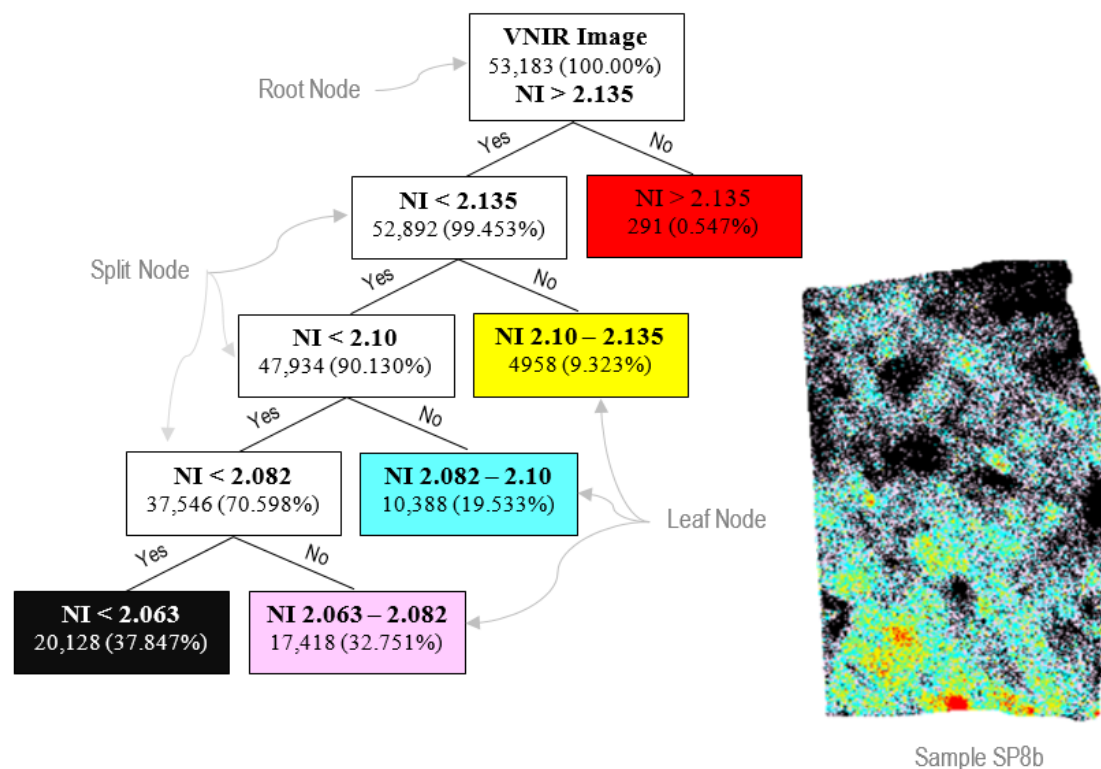 VNIR Image
53,183 (100.00%)
NI > 2.135
Root Node
Yes
No
NI < 2.135
52,892 (99.453%)
NI > 2.135
291 (0.547%)
Split Node
Yes
No
NI < 2.10
47,934 (90.130%)
NI 2.10 – 2.135
4958 (9.323%)
Yes
No
NI < 2.082
37,546 (70.598%)
NI 2.082 – 2.10
10,388 (19.533%)
Leaf Node
Yes
No
NI < 2.063
20,128 (37.847%)
NI 2.063 – 2.082
17,418 (32.751%)
Sample SP8b